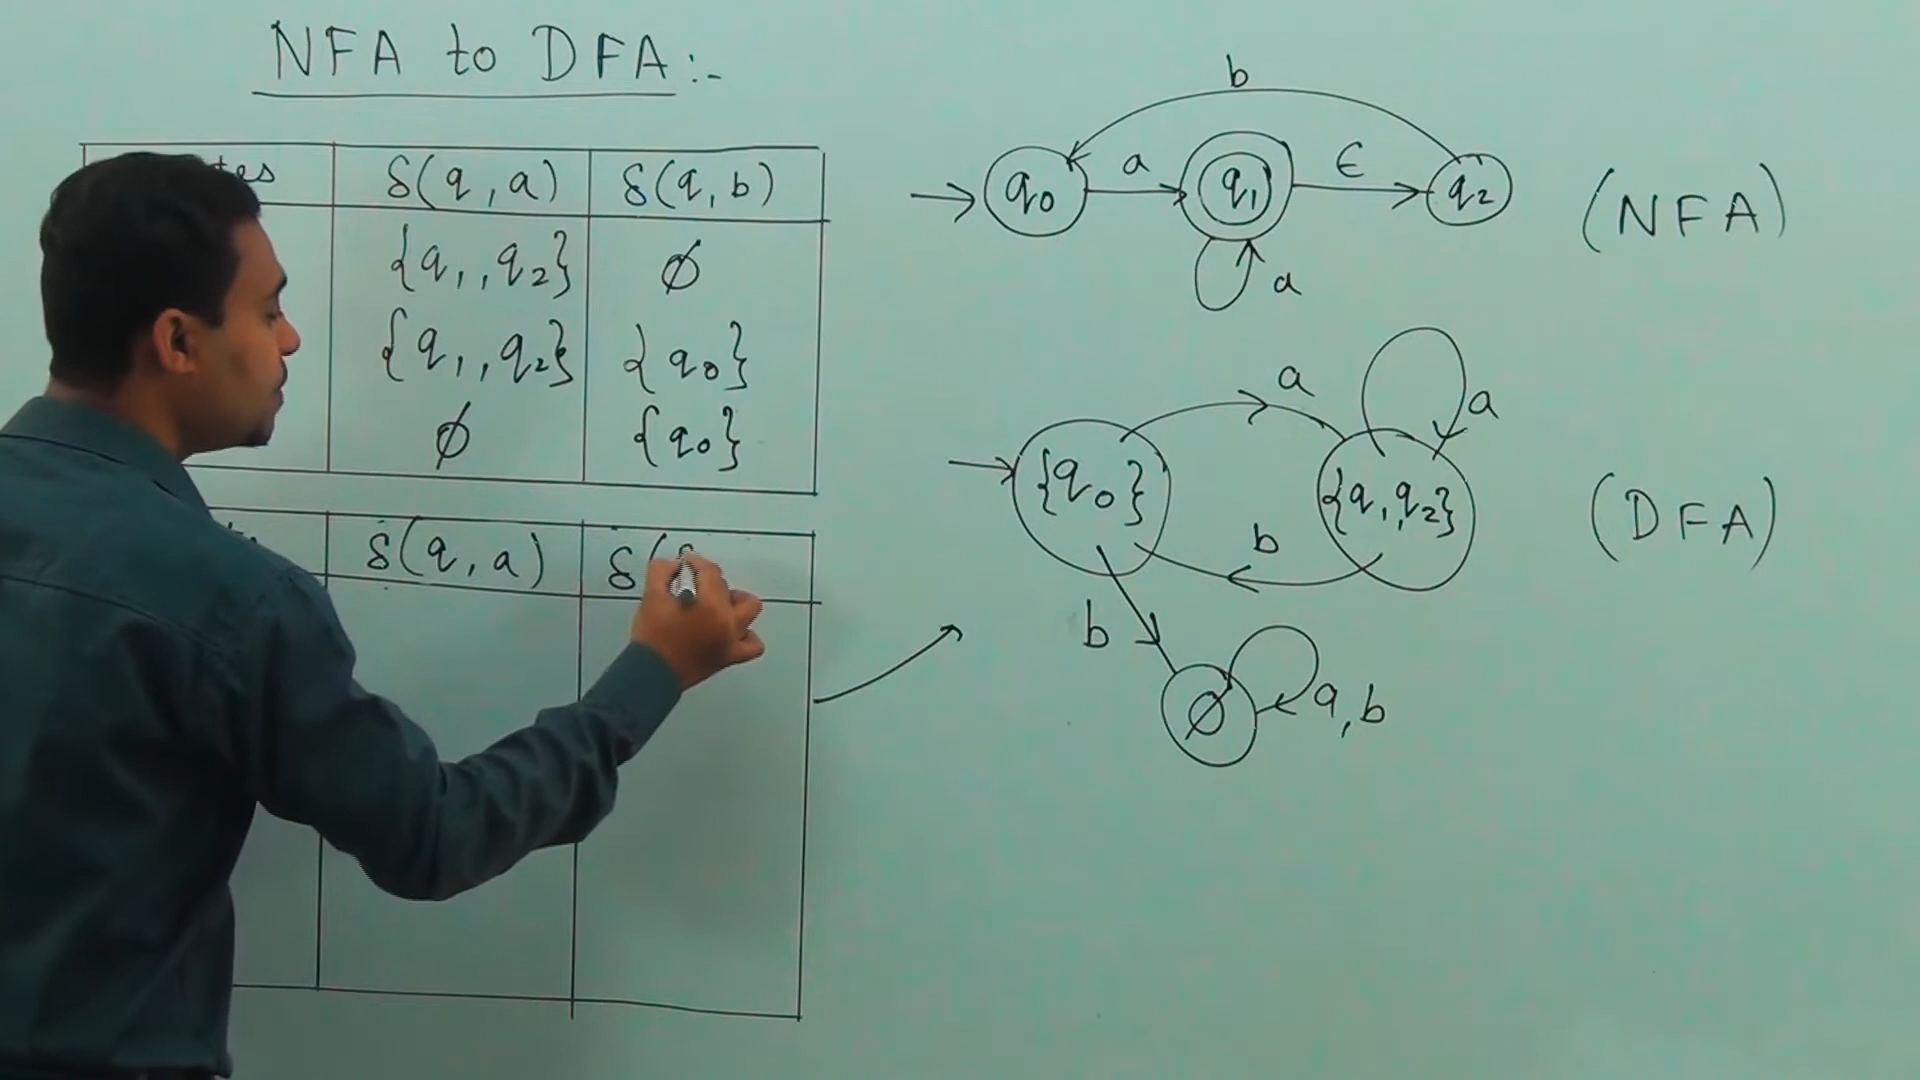 NFA to DFA :-
δ(q, a) δ(q, b)
{q₁, q₂} ϕ
{q₁, q₂} {q₀}
ϕ {q₀}
δ(q, a) δ(
b
q₀ a q₁ ϵ q₂ (NFA)
a
a a
{q₀} {q₁, q₂} (DFA)
b
b
ϕ a, b